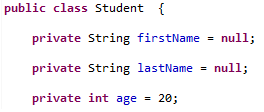 public class Student  {
private String firstName = null;
private String lastName = null;
private int age = 20;